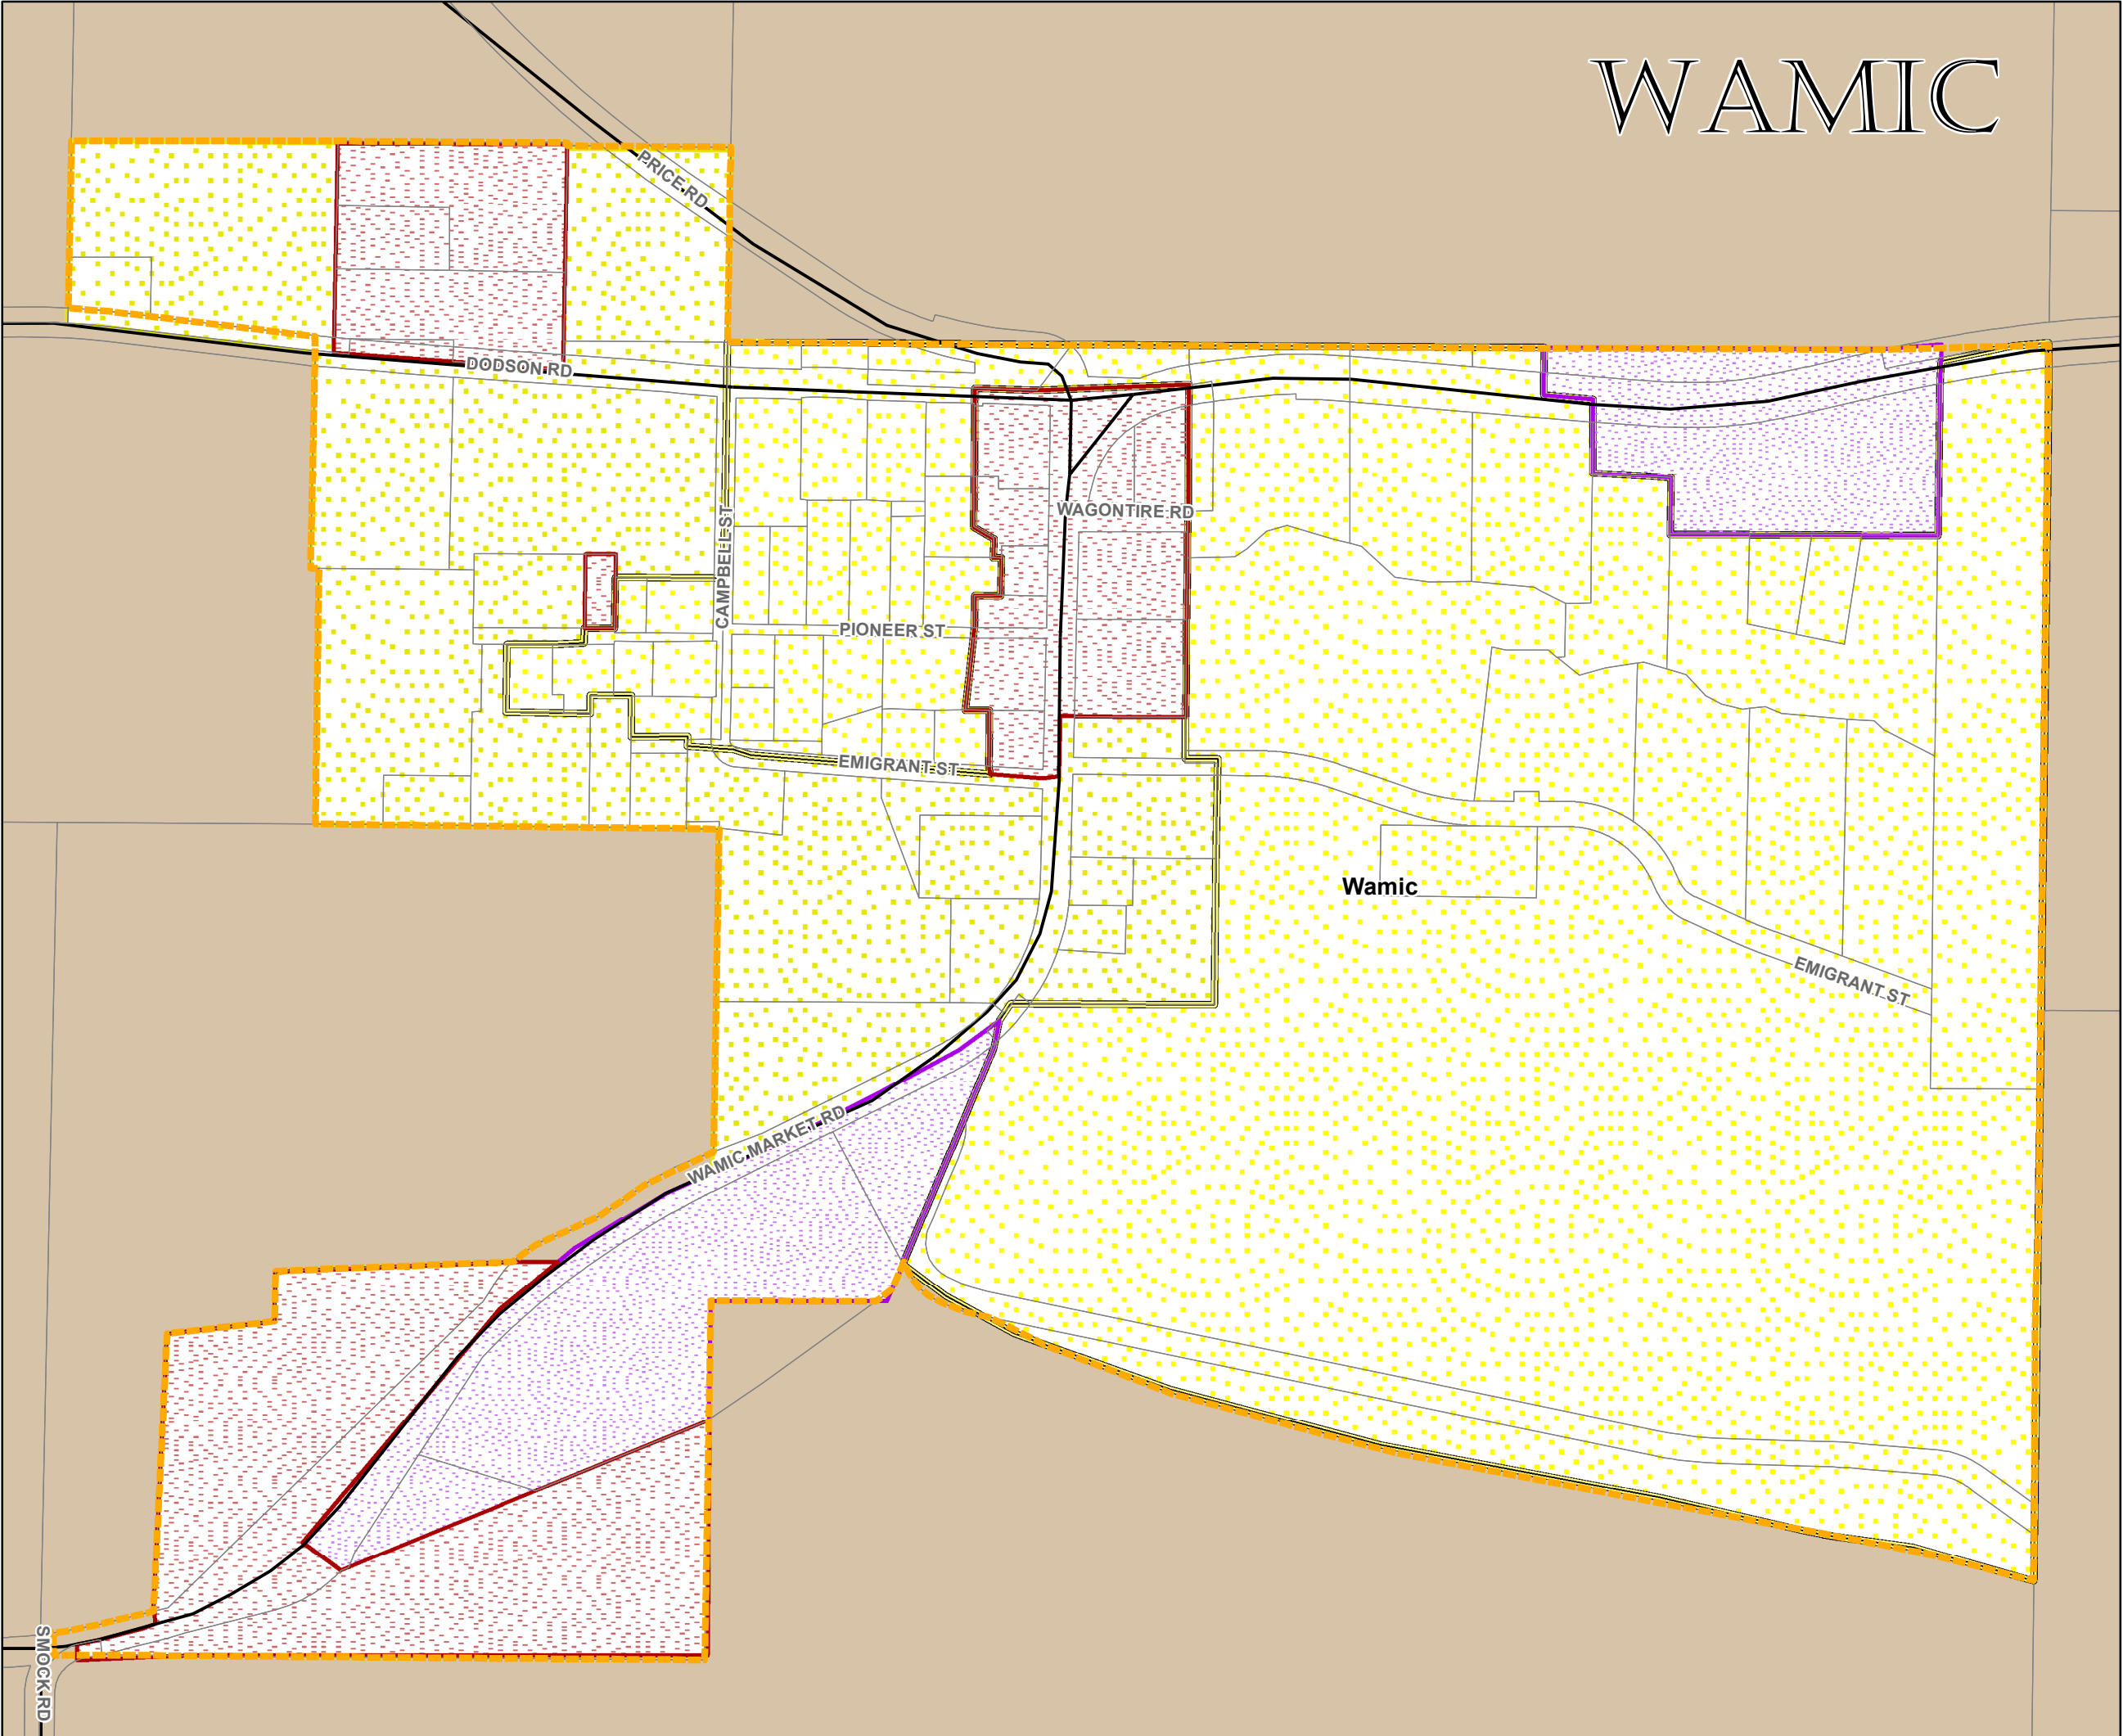 WAMIC
PRICE RD
DODSON RD
WAGONTIRE RD
CAMPBELL ST
PIONEER ST
EMIGRANT ST
Wamic
EMIGRANT ST
WAMIC MARKET RD
SMOCK RD